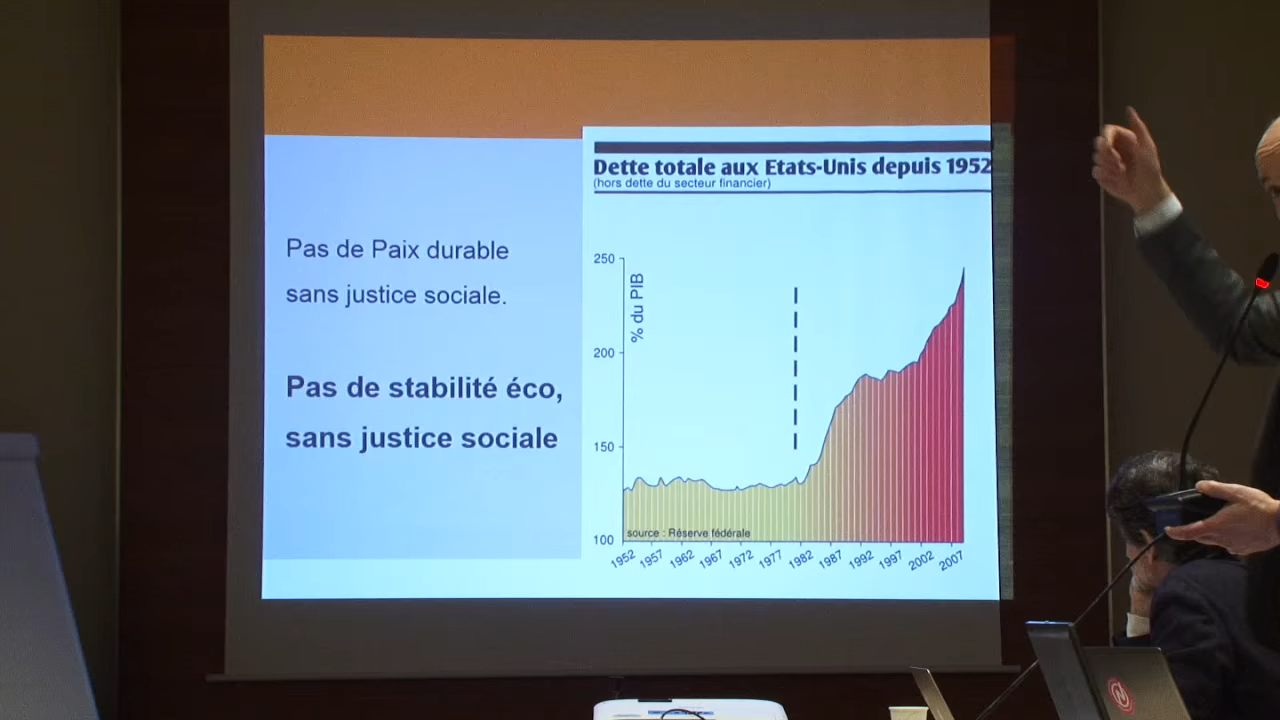 Pas de Paix durable
sans justice sociale.
Pas de stabilité éco,
sans justice sociale
Dette totale aux Etats-Unis depuis 1952
(hors dette du secteur financier)
% du PIB
250
200
150
100
source : Réserve fédérale
1952 1957 1962 1967 1972 1977 1982 1987 1992 1997 2002 2007